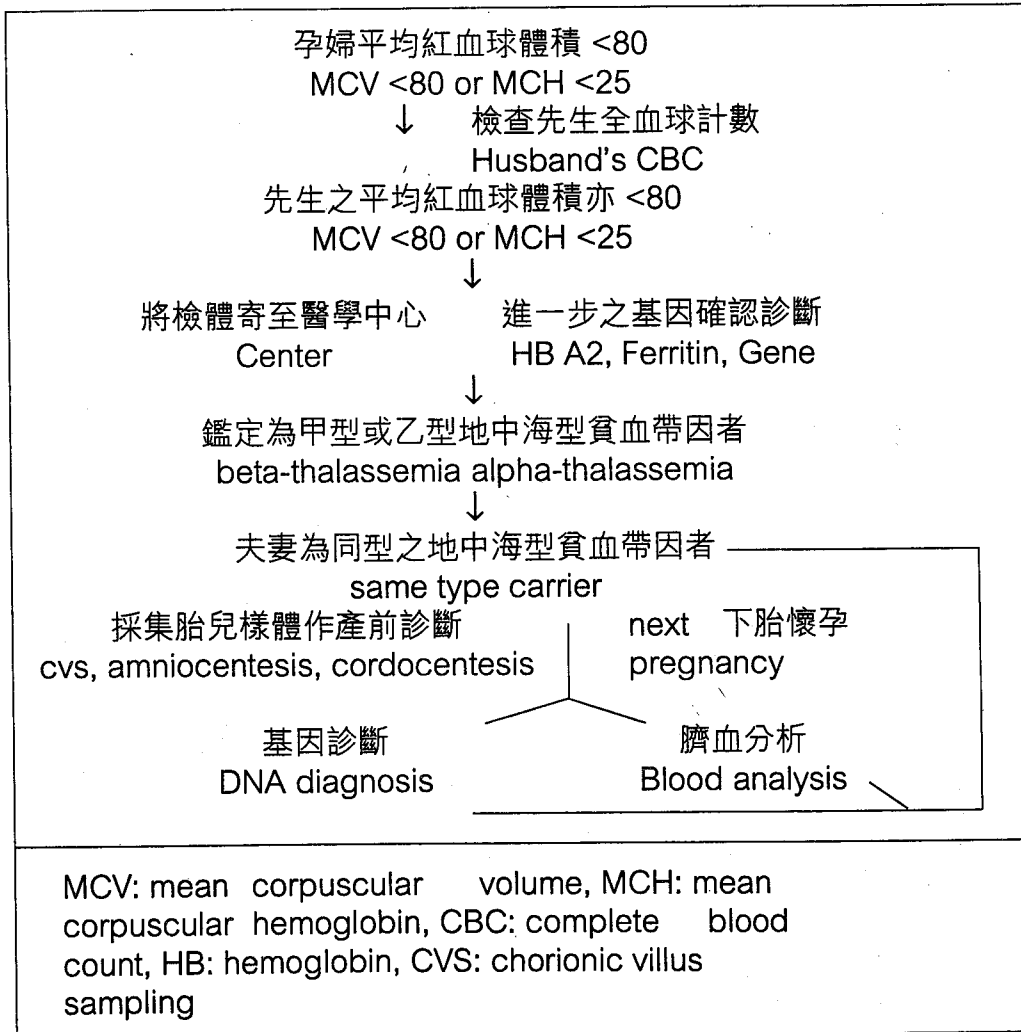 孕婦平均紅血球體積 <80
MCV <80 or MCH <25
↓ 檢查先生全血球計數
Husband's CBC
先生之平均紅血球體積亦 <80
MCV <80 or MCH <25
↓
將檢體寄至醫學中心 進一步之基因確認診斷
Center HB A2, Ferritin, Gene
↓
鑑定為甲型或乙型地中海型貧血帶因者
beta-thalassemia alpha-thalassemia
↓
夫妻為同型之地中海型貧血帶因者
same type carrier
採集胎兒樣體作產前診斷 next 下胎懷孕
cvs, amniocentesis, cordocentesis pregnancy
基因診斷 臍血分析
DNA diagnosis Blood analysis
MCV: mean corpuscular volume, MCH: mean
corpuscular hemoglobin, CBC: complete blood
count, HB: hemoglobin, CVS: chorionic villus
sampling